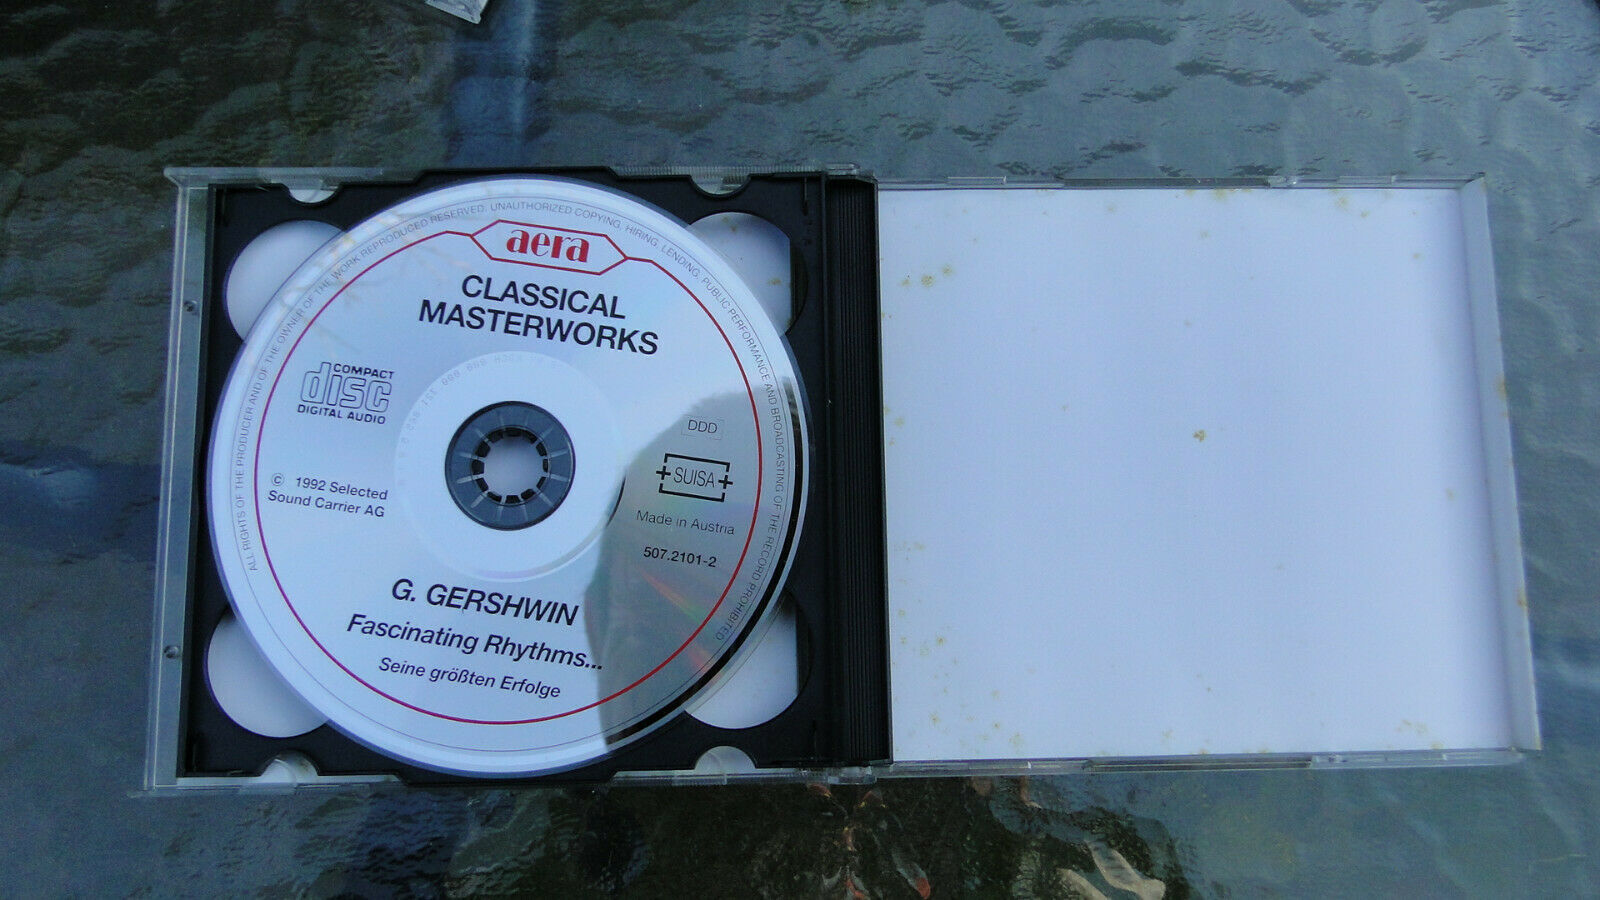 aera
CLASSICAL
MASTERWORKS
COMPACT
disc
DIGITAL AUDIO
DDD
SUISA
© 1992 Selected
Sound Carrier AG
Made in Austria
507.2101-2
G. GERSHWIN
Fascinating Rhythms...
Seine größten Erfolge
ALL RIGHTS OF THE PRODUCER AND OF THE OWNER OF THE WORK REPRODUCED RESERVED. UNAUTHORIZED COPYING, HIRING, LENDING, PUBLIC PERFORMANCE AND BROADCASTING OF THE RECORD PROHIBITED